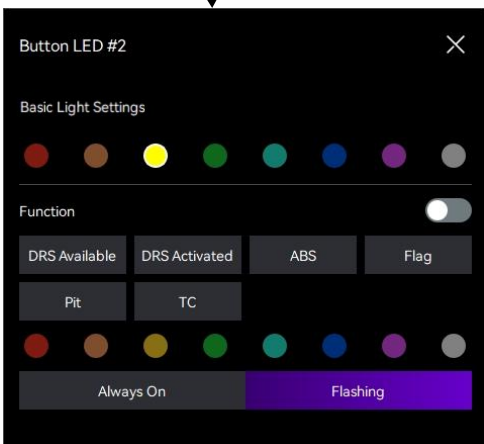 Button LED #2
Basic Light Settings
Function
DRS Available DRS Activated ABS Flag
Pit TC
Always On Flashing